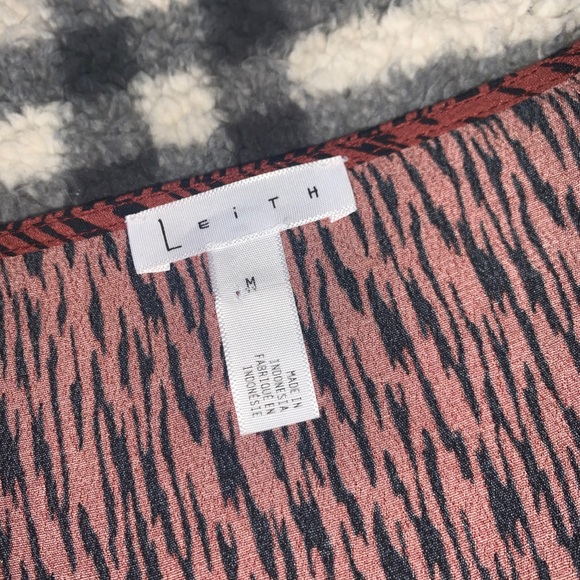 LEiTH
M
MADE IN
INDONESIA
FABRIQUÉ EN
INDONÉSIE